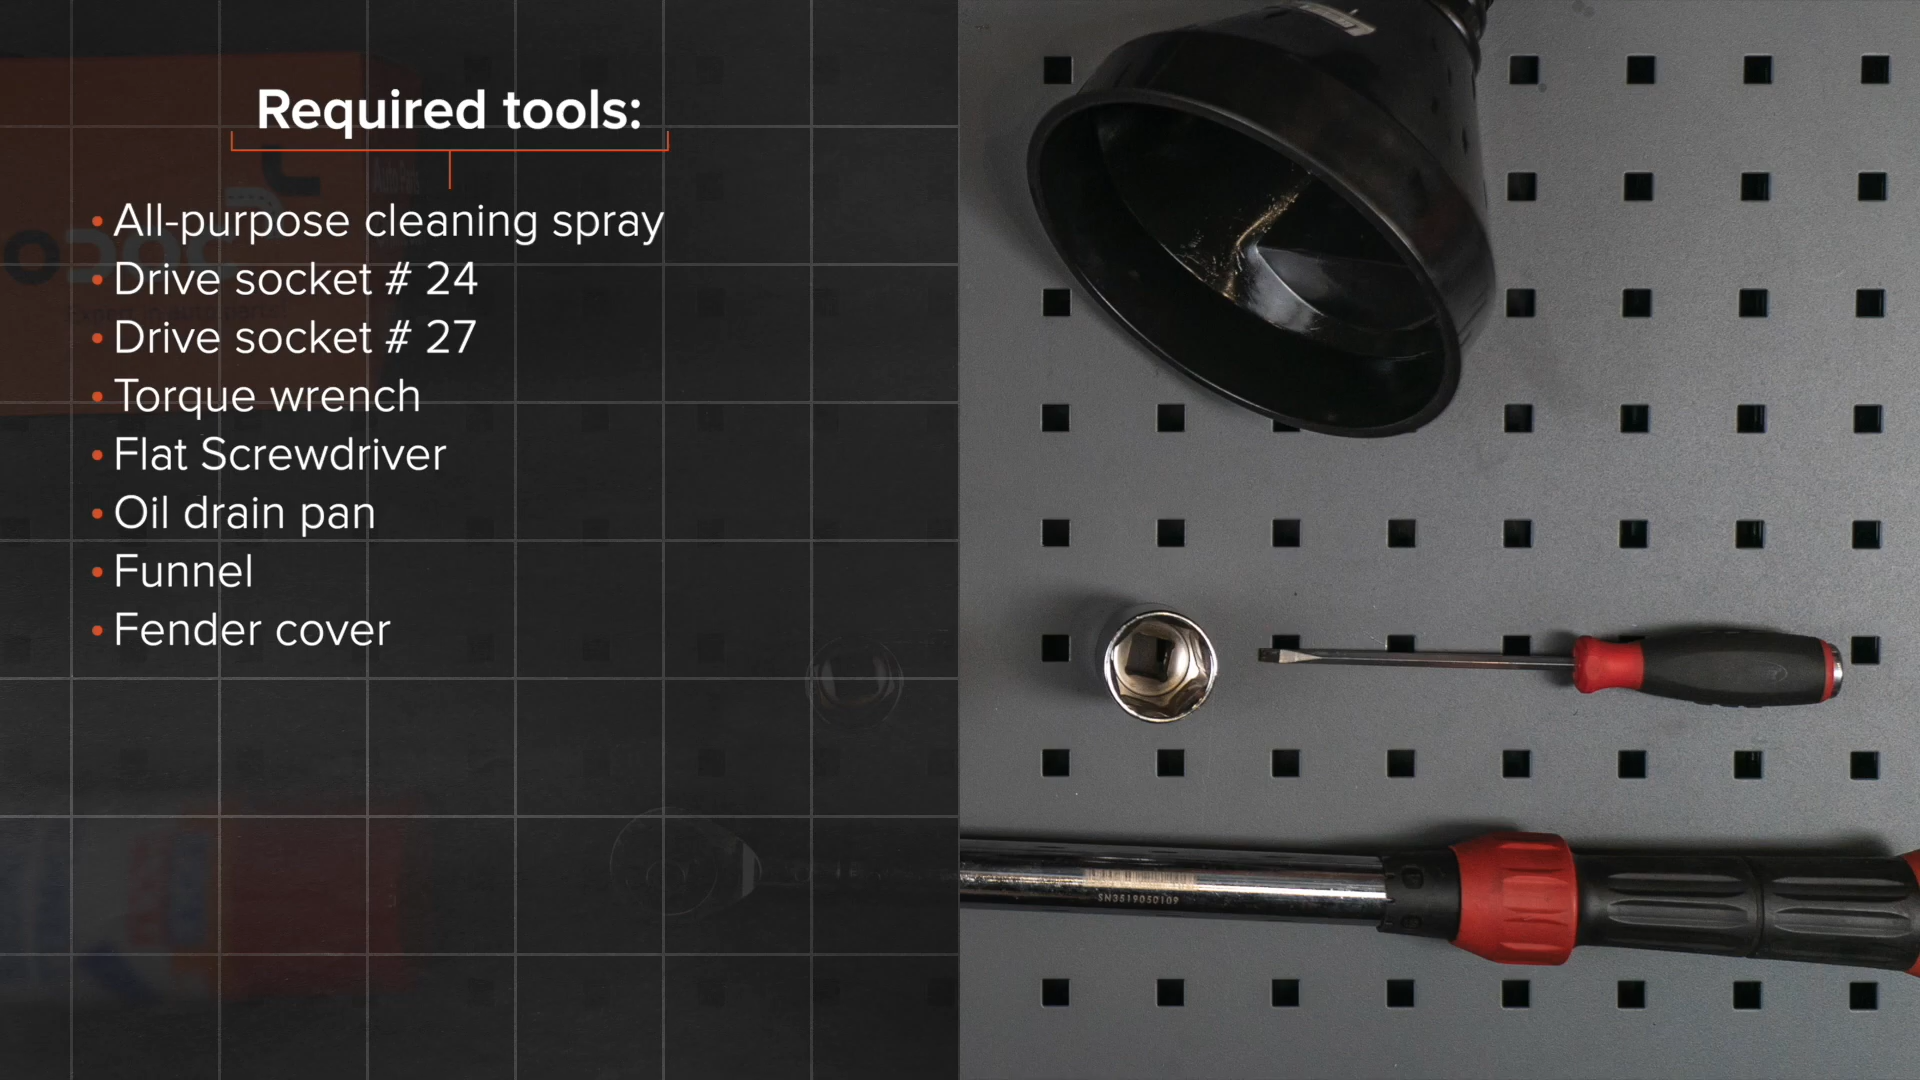 Required tools:
• All-purpose cleaning spray
• Drive socket # 24
• Drive socket # 27
• Torque wrench
• Flat Screwdriver
• Oil drain pan
• Funnel
• Fender cover
SN3519050109